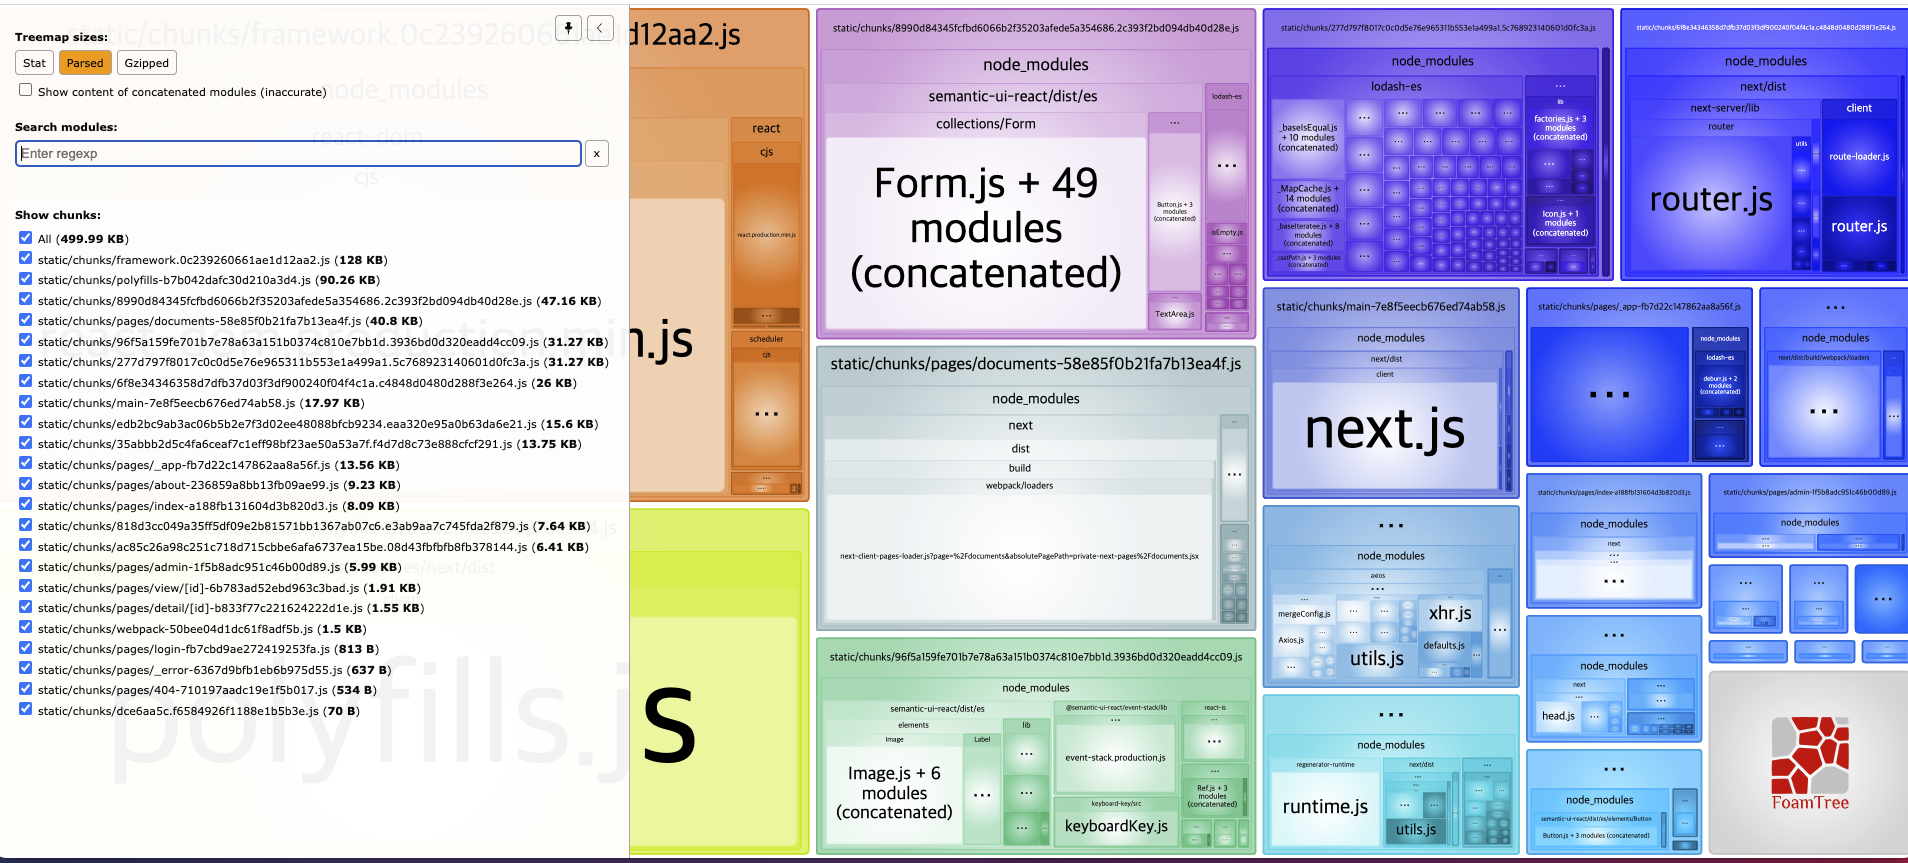 Treemap sizes:
Stat Parsed Gzipped
Show content of concatenated modules (inaccurate)
Search modules:
Enter regexp x
Show chunks:
All (499.99 KB)
static/chunks/framework.0c239260661ae1d12aa2.js (128 KB)
static/chunks/polyfills-b7b042dafc30d210a3d4.js (90.26 KB)
static/chunks/8990d84345fcfbd6066b2f35203afede5a354686.2c393f2bd094db40d28e.js (47.16 KB)
static/chunks/pages/documents-58e85f0b21fa7b13ea4f.js (40.8 KB)
static/chunks/96f5a159fe701b7e78a63a151b0374c810e7bb1d.3936bd0d320eadd4cc09.js (31.27 KB)
static/chunks/277d797f8017c0c0d5e76e965311b553e1a499a1.5c768923140601d0fc3a.js (31.27 KB)
static/chunks/6f8e34346358d7dfb37d03f3df900240f04f4c1a.c4848d0480d288f3e264.js (26 KB)
static/chunks/main-7e8f5eecb676ed74ab58.js (17.97 KB)
static/chunks/edb2bc9ab3ac06b5b2e7f3d02ee48088bfcb9234.eaa320e95a0b63da6e21.js (15.6 KB)
static/chunks/35abbb2d5c4fa6ceaf7c1eff98bf23ae50a53a7f.f4d7d8c73e888cfcf291.js (13.75 KB)
static/chunks/pages/_app-fb7d22c147862aa8a56f.js (13.56 KB)
static/chunks/pages/about-236859a8bb13fb09ae99.js (9.23 KB)
static/chunks/pages/index-a188fb131604d3b820d3.js (8.09 KB)
static/chunks/818d3cc049a35ff5df09e2b81571bb1367ab07c6.e3ab9aa7c745fda2f879.js (7.64 KB)
static/chunks/ac85c26a98c251c718d715cbbe6afa6737ea15be.08d43fbfbfb8fb378144.js (6.41 KB)
static/chunks/pages/admin-1f5b8adc951c46b00d89.js (5.99 KB)
static/chunks/pages/view/[id]-6b783ad52ebd963c3bad.js (1.91 KB)
static/chunks/pages/detail/[id]-b833f77c221624222d1e.js (1.55 KB)
static/chunks/webpack-50bee04d1dc61f8adf5b.js (1.5 KB)
static/chunks/pages/login-fb7cbd9ae272419253fa.js (813 B)
static/chunks/pages/_error-6367d9bfb1eb6b975d55.js (637 B)
static/chunks/pages/404-710197aadc19e1f5b017.js (534 B)
static/chunks/dce6aa5c.f6584926f1188e1b5b3e.js (70 B)
tic/chunks/framework.0c239260661ae1d12aa2.js
node_modules
react-dom
cjs
react-dom.production.min.js
react
cjs
react.production.min.js
...
scheduler
cjs
...
next/dist
polyfills.js
static/chunks/8990d84345fcfbd6066b2f35203afede5a354686.2c393f2bd094db40d28e.js
node_modules
semantic-ui-react/dist/es
collections/Form
Form.js + 49
modules
(concatenated)
...
Button.js + 3
modules
(concatenated)
TextArea.js
lodash-es
...
isEmpty.js
static/chunks/pages/documents-58e85f0b21fa7b13ea4f.js
node_modules
next
dist
build
webpack/loaders
next-client-pages-loader.js?page=%2Fdocuments&absolutePagePath=private-next-pages%2Fdocuments.jsx
...
static/chunks/96f5a159fe701b7e78a63a151b0374c810e7bb1d.3936bd0d320eadd4cc09.js
node_modules
semantic-ui-react/dist/es
elements
Image
Image.js + 6
modules
(concatenated)
Label
...
lib
...
@semantic-ui-react/event-stack/lib
...
event-stack.production.js
keyboard-key/src
keyboardKey.js
react-is
...
Ref.js + 3
modules
(concatenated)
static/chunks/277d797f8017c0c0d5e76e965311b553e1a499a1.5c768923140601d0fc3a.js
node_modules
lodash-es
_baseIsEqual.js
+ 10 modules
(concatenated)
_MapCache.js +
14 modules
(concatenated)
_baseIteratee.js + 8
modules
(concatenated)
_castPath.js + 3 modules
(concatenated)
...
lib
factories.js + 3
modules
(concatenated)
...
Icon.js + 1
modules
(concatenated)
static/chunks/6f8e34346358d7dfb37d03f3df900240f04f4c1a.c4848d0480d288f3e264.js
node_modules
next/dist
next-server/lib
router
router.js
utils
client
route-loader.js
router.js
static/chunks/main-7e8f5eecb676ed74ab58.js
node_modules
next/dist
client
next.js
static/chunks/pages/_app-fb7d22c147862aa8a56f.js
...
node_modules
lodash-es
deburr.js + 2
modules
(concatenated)
...
node_modules
next/dist/build/webpack/loaders
...
...
node_modules
axios
...
mergeConfig.js
Axios.js
utils.js
xhr.js
defaults.js
static/chunks/pages/index-a188fb131604d3b820d3.js
node_modules
next
...
static/chunks/pages/admin-1f5b8adc951c46b00d89.js
node_modules
...
node_modules
next
head.js
...
node_modules
regenerator-runtime
runtime.js
next/dist
utils.js
...
node_modules
semantic-ui-react/dist/es/elements/Button
Button.js + 3 modules (concatenated)
FoamTree